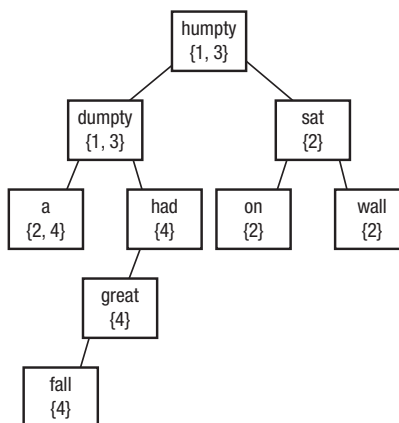 humpty
{1, 3}
dumpty
{1, 3}
sat
{2}
a
{2, 4}
had
{4}
on
{2}
wall
{2}
great
{4}
fall
{4}